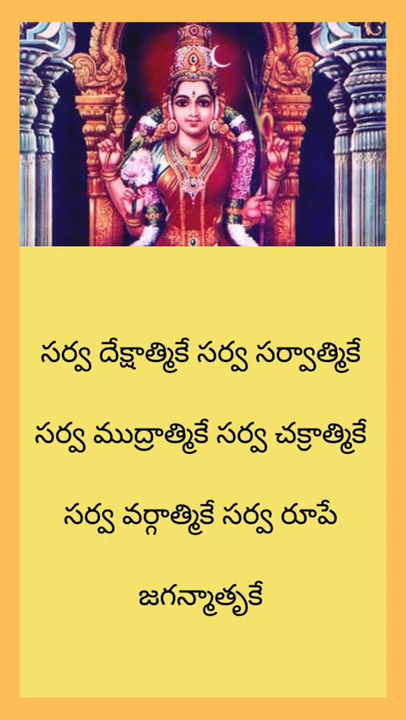 సర్వ దేక్షాత్మికే సర్వ సర్వాత్మికే
సర్వ ముద్రాత్మికే సర్వ చక్రాత్మికే
సర్వ వర్గాత్మికే సర్వ రూపే
జగన్మాతృకే